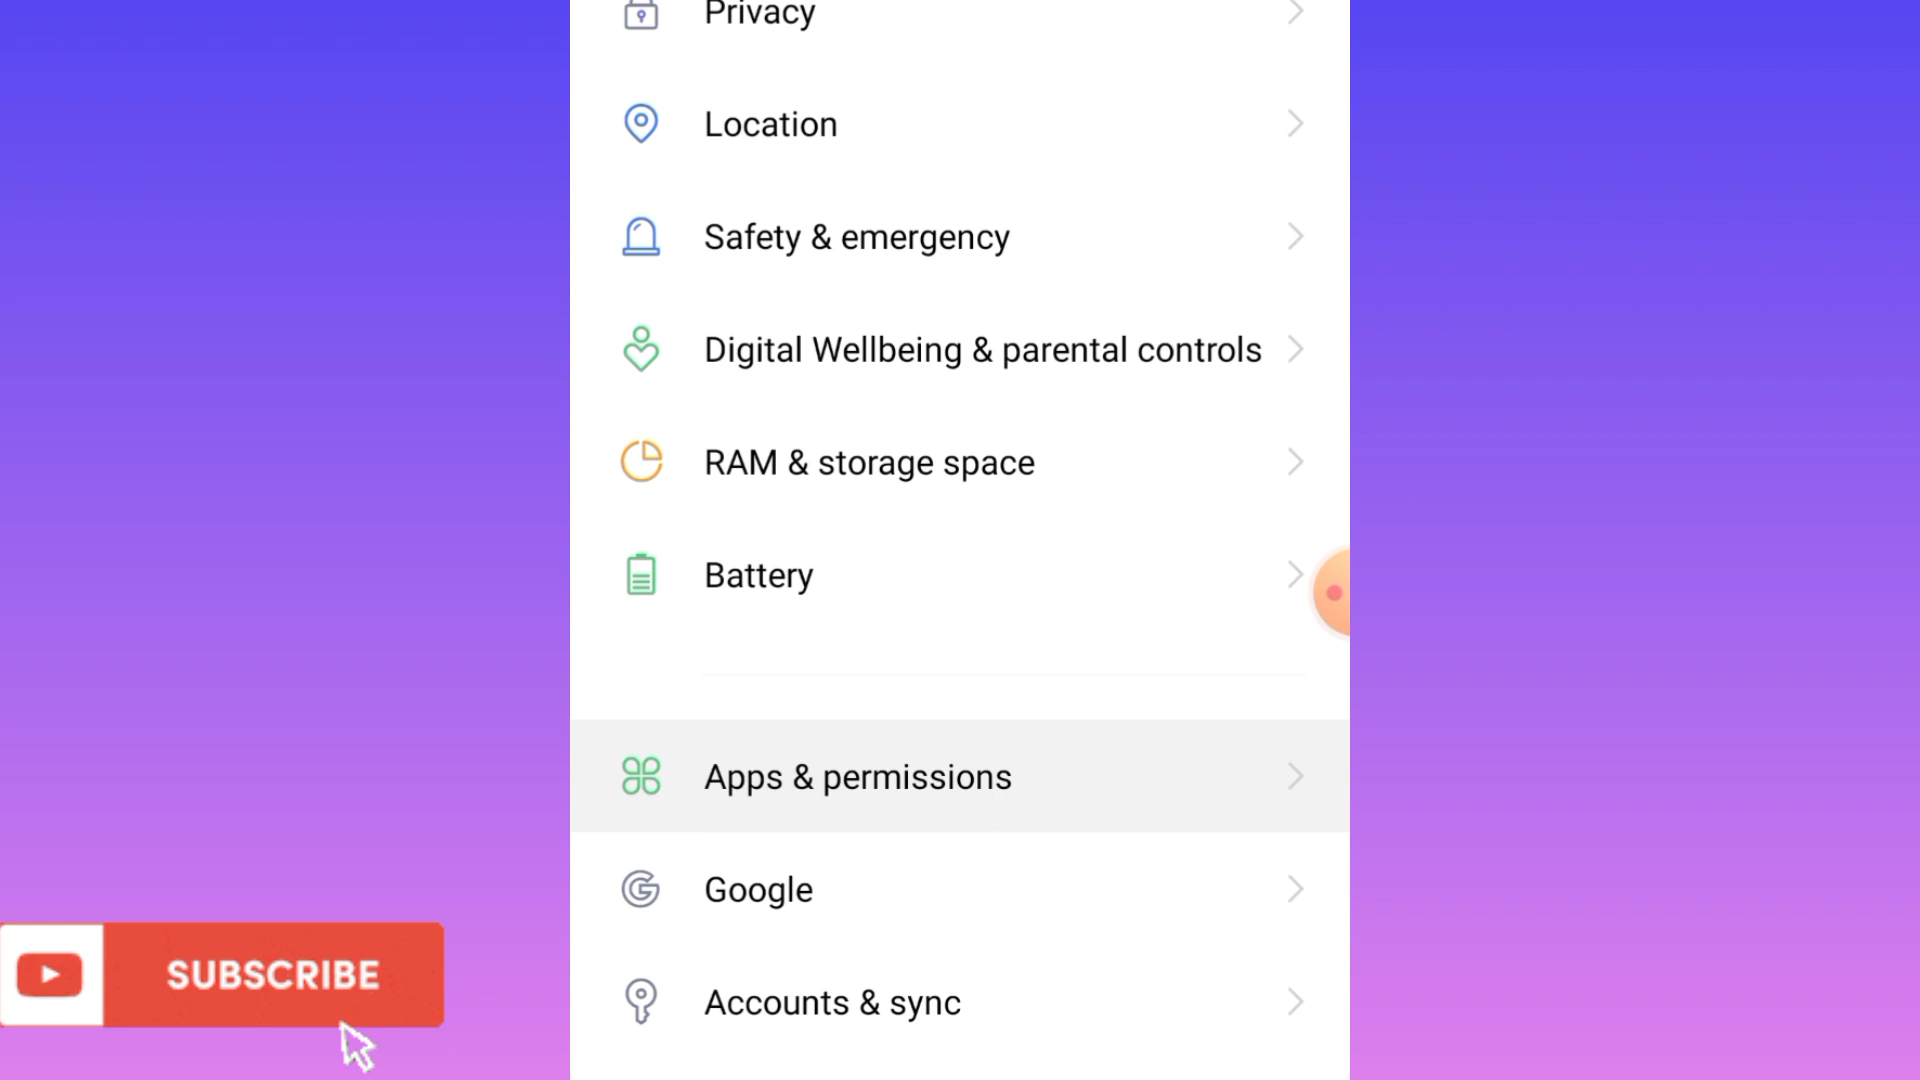 Privacy
Location
Safety & emergency
Digital Wellbeing & parental controls
RAM & storage space
Battery
Apps & permissions
Google
SUBSCRIBE
Accounts & sync